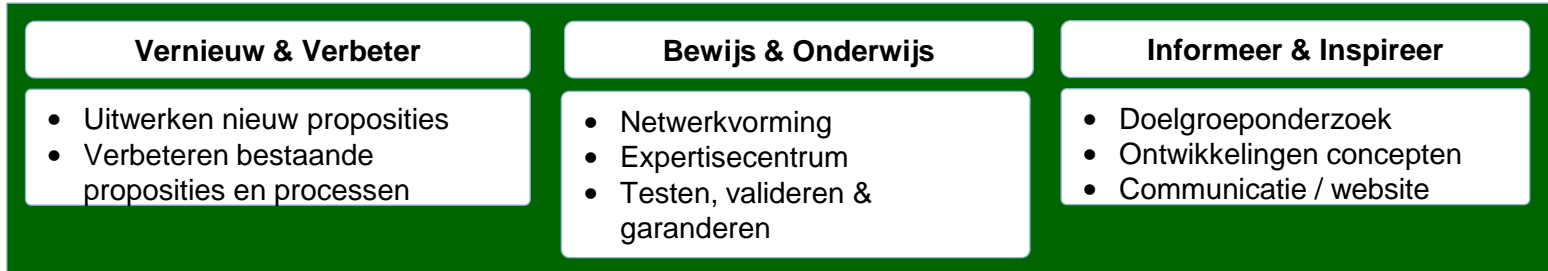 Vernieuw & Verbeter
• Uitwerken nieuw proposities
• Verbeteren bestaande
proposities en processen
Bewijs & Onderwijs
• Netwerkvorming
• Expertisecentrum
• Testen, valideren &
garanderen
Informeer & Inspireer
• Doelgroeponderzoek
• Ontwikkelingen concepten
• Communicatie / website